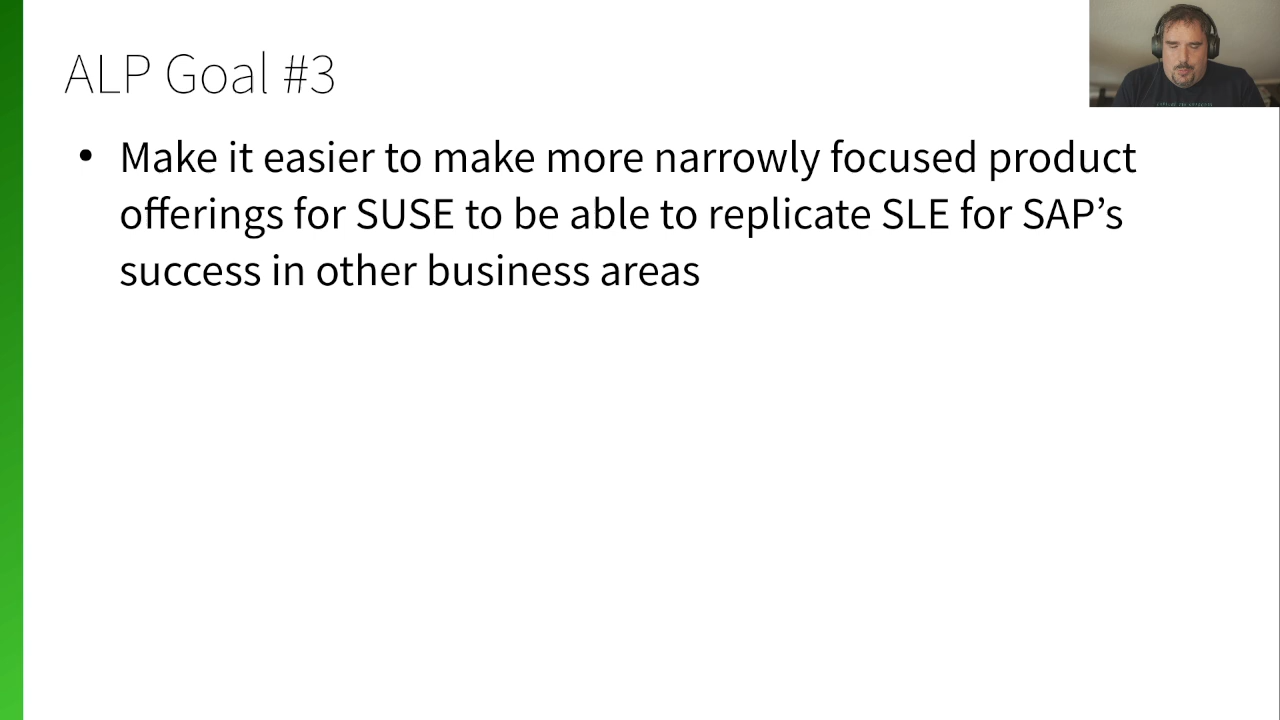 ALP Goal #3
• Make it easier to make more narrowly focused product
offerings for SUSE to be able to replicate SLE for SAP’s
success in other business areas